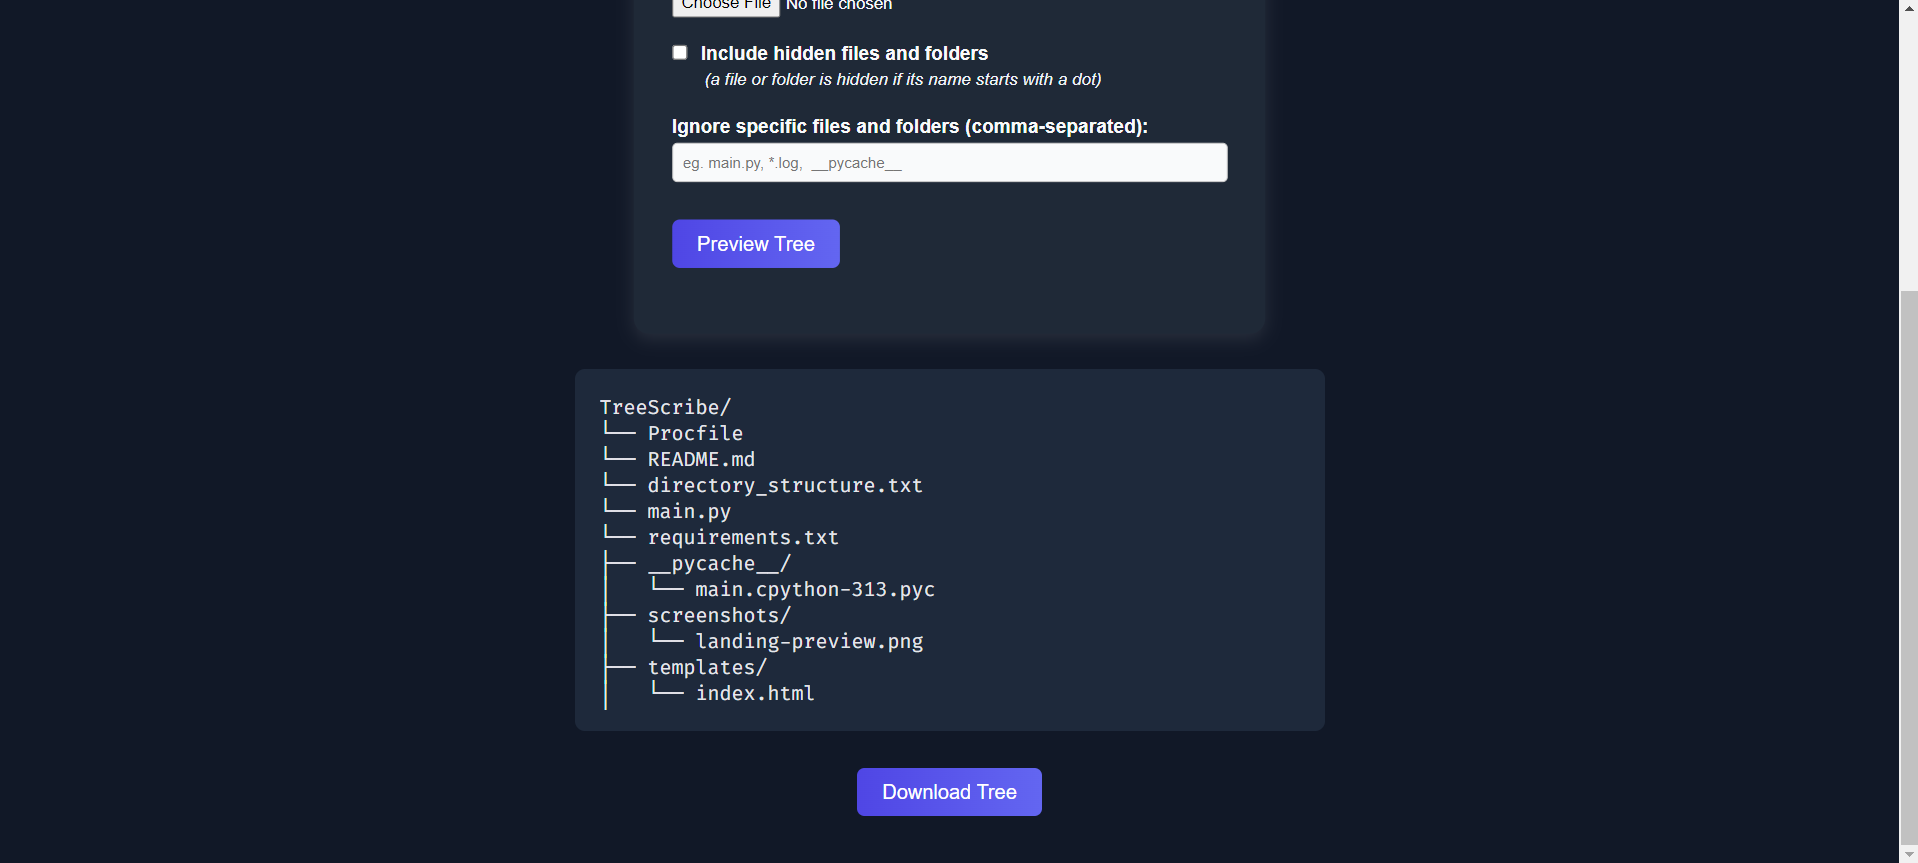 Choose File No file chosen
Include hidden files and folders
(a file or folder is hidden if its name starts with a dot)
Ignore specific files and folders (comma-separated):
eg. main.py, *.log,  __pycache__
Preview Tree
TreeScribe/
└── Procfile
└── README.md
└── directory_structure.txt
└── main.py
└── requirements.txt
├── __pycache__/
│   └── main.cpython-313.pyc
├── screenshots/
│   └── landing-preview.png
├── templates/
│   └── index.html
Download Tree